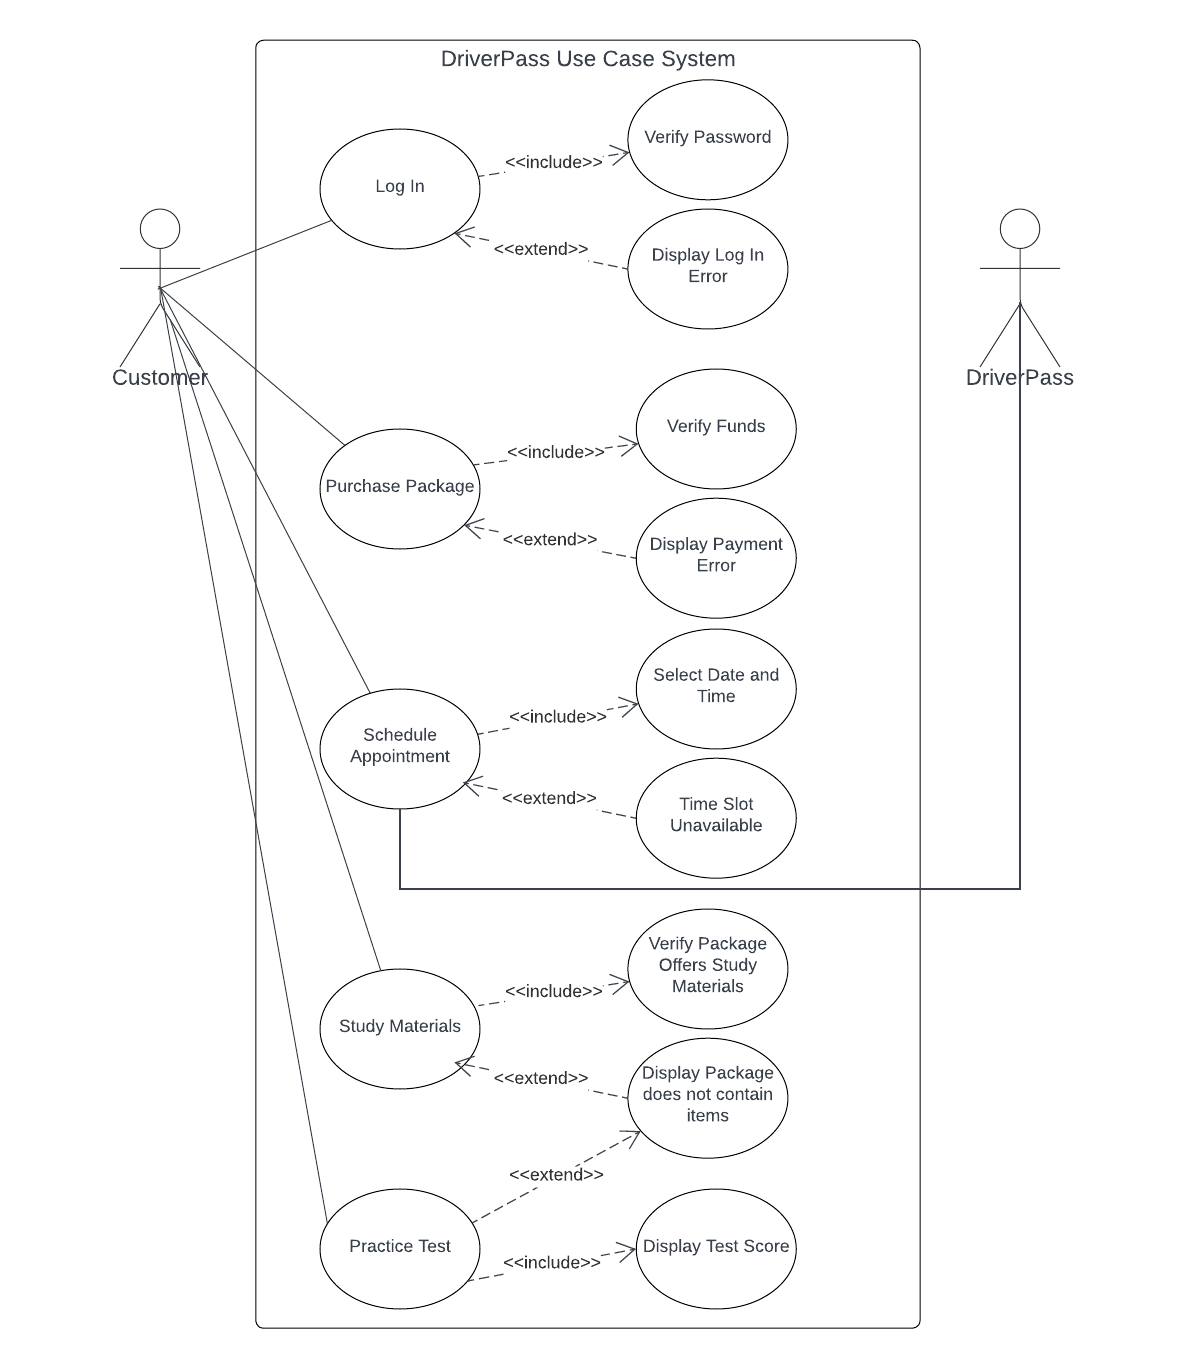 DriverPass Use Case System
Verify Password
<<include>>
Log In
<<extend>>
Display Log In
Error
Customer
DriverPass
Verify Funds
<<include>>
Purchase Package
<<extend>>
Display Payment
Error
Select Date and
Time
<<include>>
Schedule
Appointment
<<extend>>
Time Slot
Unavailable
Verify Package
Offers Study
Materials
<<include>>
Study Materials
<<extend>>
Display Package
does not contain
items
<<extend>>
Practice Test
<<include>>
Display Test Score